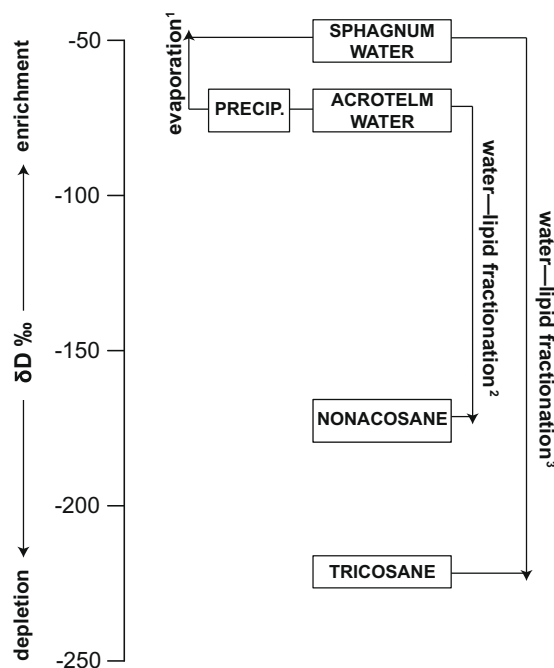 enrichment
δD ‰
depletion
-50
-100
-150
-200
-250
evaporation¹
SPHAGNUM
WATER
PRECIP.
ACROTELM
WATER
water—lipid fractionation²
water—lipid fractionation³
NONACOSANE
TRICOSANE